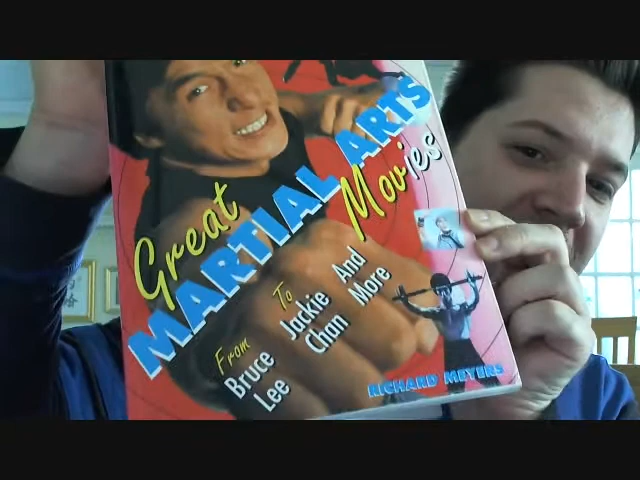 Great
MARTIAL ARTS
Movies
From
Bruce
Lee
To
Jackie
Chan
And
More
RICHARD MEYERS